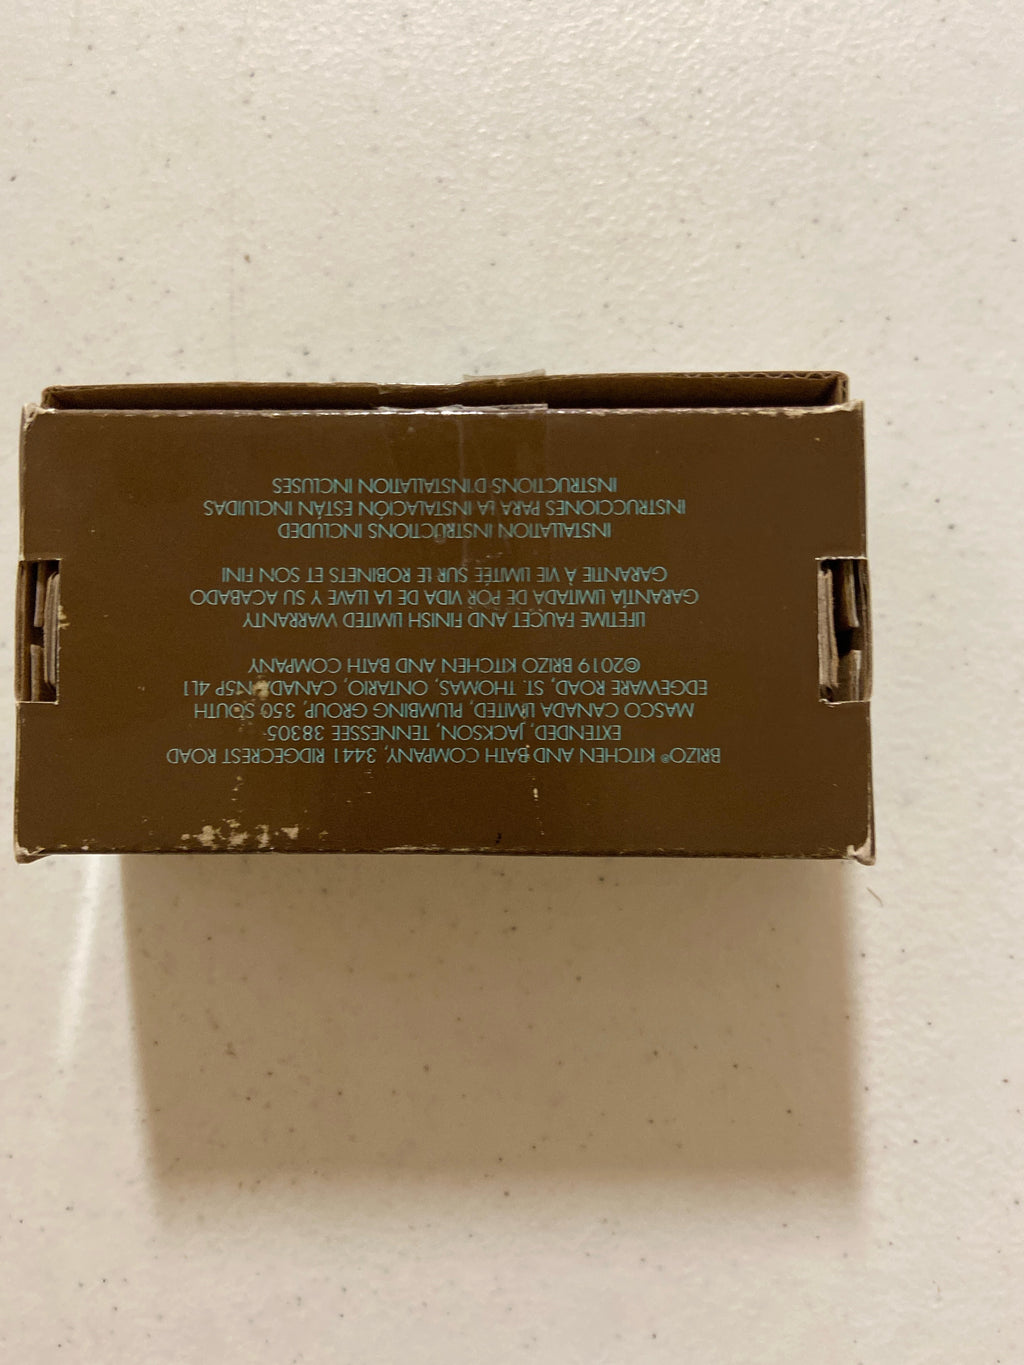 BRIZO® KITCHEN AND BATH COMPANY, 3441 RIDGECREST ROAD
EXTENDED, JACKSON, TENNESSEE 38305
MASCO CANADA LIMITED, PLUMBING GROUP, 350 SOUTH
EDGEWARE ROAD, ST. THOMAS, ONTARIO, CANADA N5P 4L1
©2019 BRIZO KITCHEN AND BATH COMPANY
LIFETIME FAUCET AND FINISH LIMITED WARRANTY
GARANTÍA LIMITADA DE POR VIDA DE LA LLAVE Y SU ACABADO
GARANTIE À VIE LIMITÉE SUR LE ROBINETS ET SON FINI
INSTALLATION INSTRUCTIONS INCLUDED
INSTRUCCIONES PARA LA INSTALACIÓN ESTÁN INCLUIDAS
INSTRUCTIONS D'INSTALLATION INCLUSES